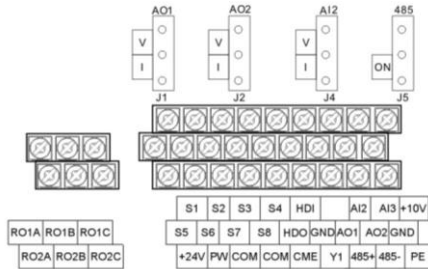 AO1 AO2 AI2 485
V V V
I I I ON
J1 J2 J4 J5
S1 S2 S3 S4 HDI AI2 AI3 +10V
RO1A RO1B RO1C S5 S6 S7 S8 HDO GND AO1 AO2 GND
RO2A RO2B RO2C +24V PW COM COM CME Y1 485+ 485- PE